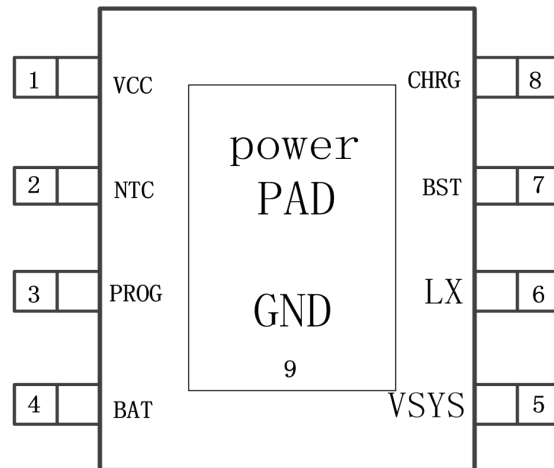 1 VCC CHRG 8
power
PAD
2 NTC BST 7
3 PROG LX 6
GND
9
4 BAT VSYS 5